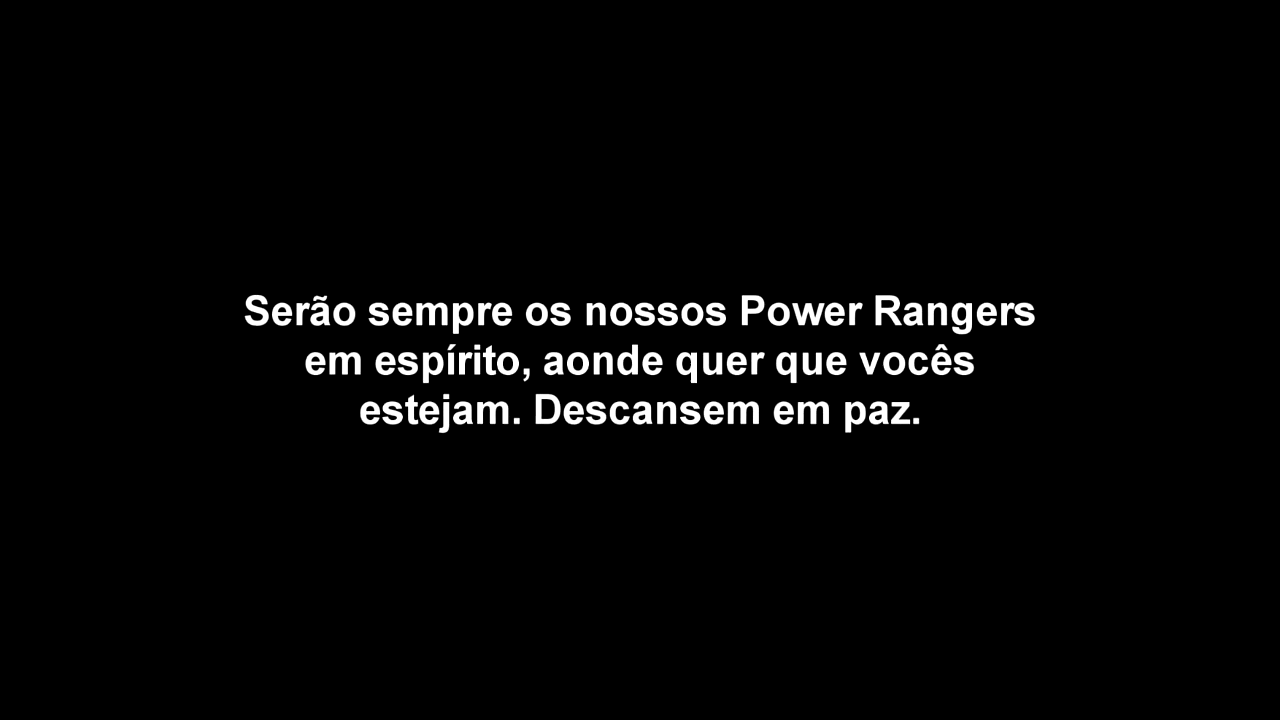 Serão sempre os nossos Power Rangers
em espírito, aonde quer que vocês
estejam. Descansem em paz.